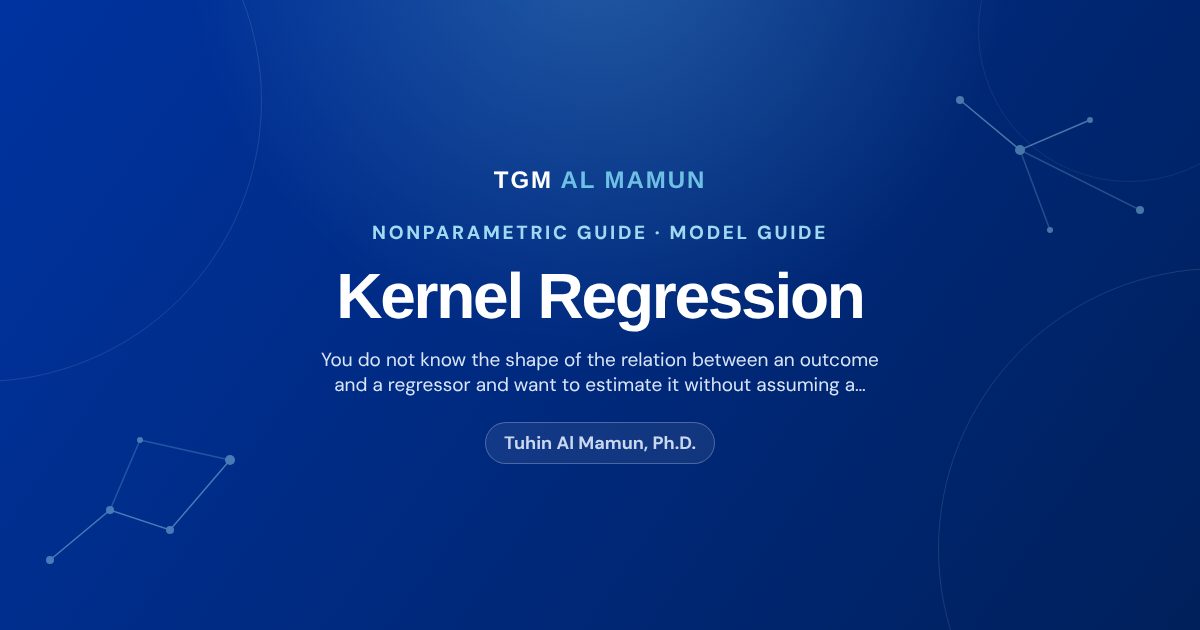 TGM AL MAMUN
NONPARAMETRIC GUIDE · MODEL GUIDE
Kernel Regression
You do not know the shape of the relation between an outcome
and a regressor and want to estimate it without assuming a…
Tuhin Al Mamun, Ph.D.